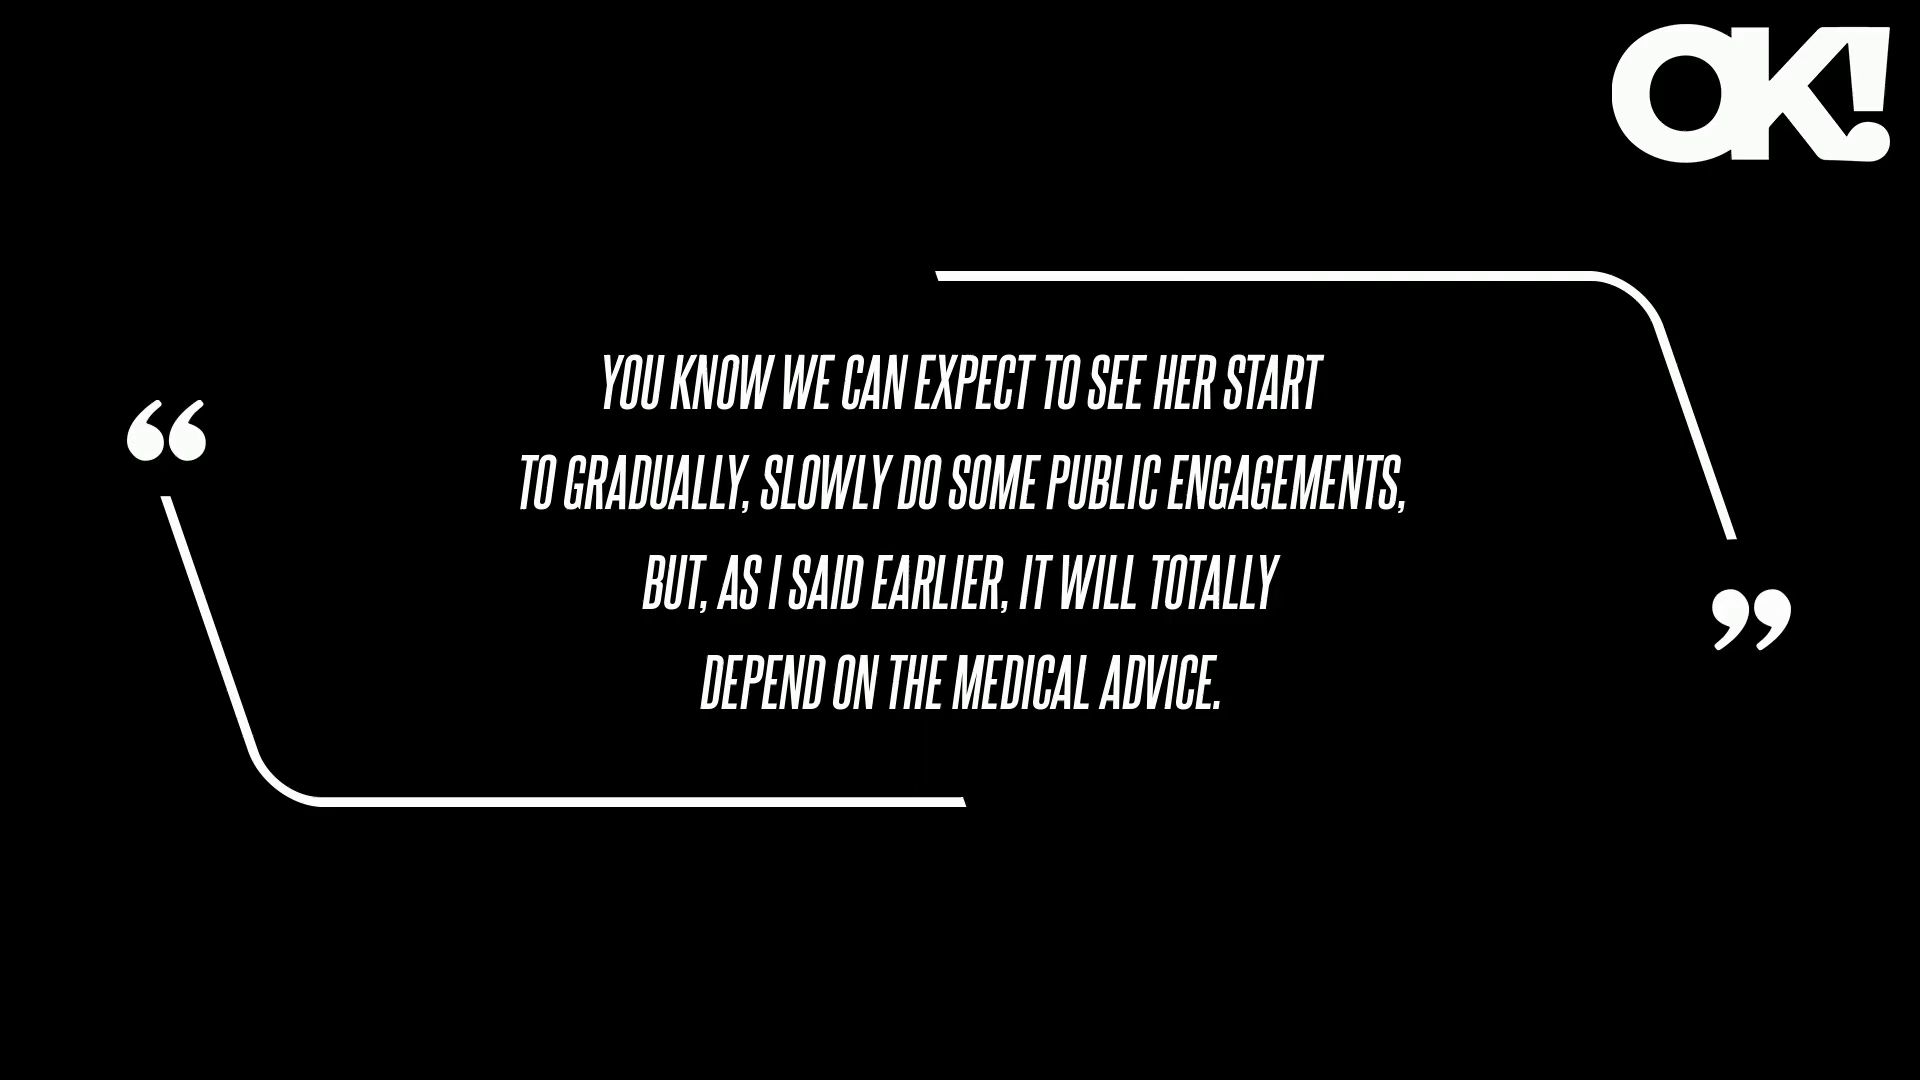 OK!
“
YOU KNOW WE CAN EXPECT TO SEE HER START
TO GRADUALLY, SLOWLY DO SOME PUBLIC ENGAGEMENTS,
BUT, AS I SAID EARLIER, IT WILL TOTALLY
DEPEND ON THE MEDICAL ADVICE.
”